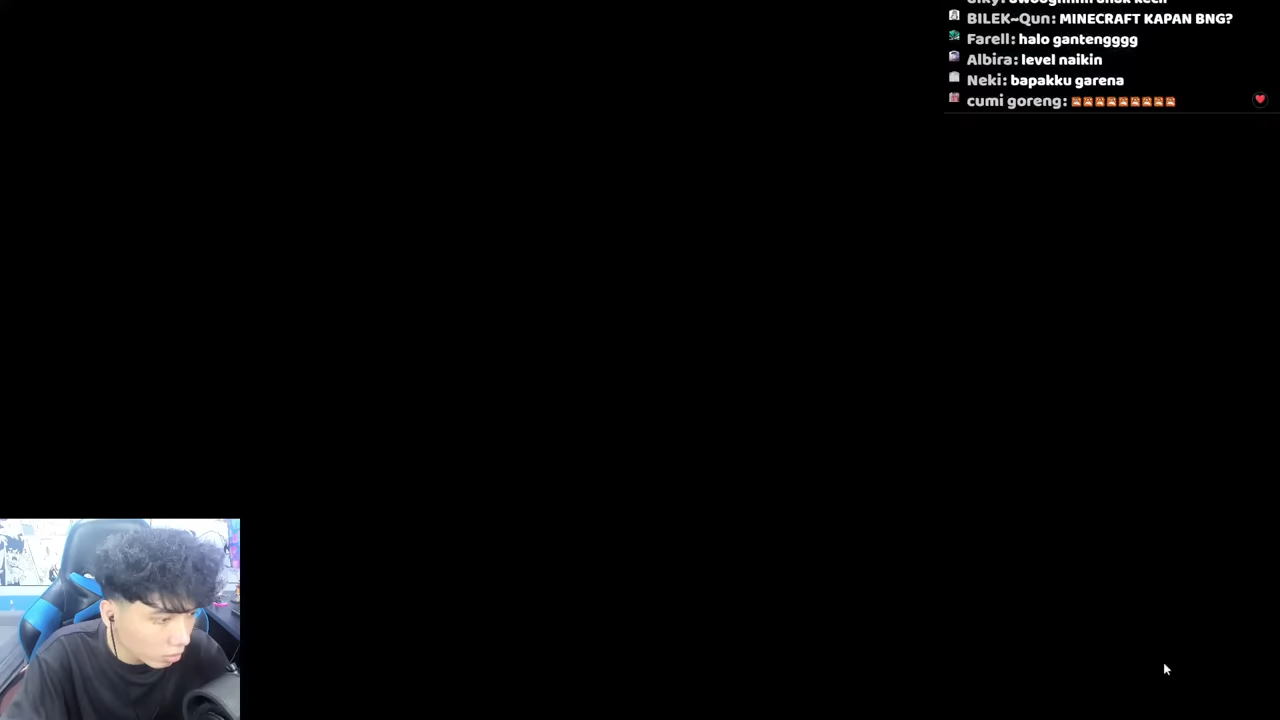 BILEK~Qun: MINECRAFT KAPAN BNG?
Farell: halo gantengggg
Albira: level naikin
Neki: bapakku garena
cumi goreng: